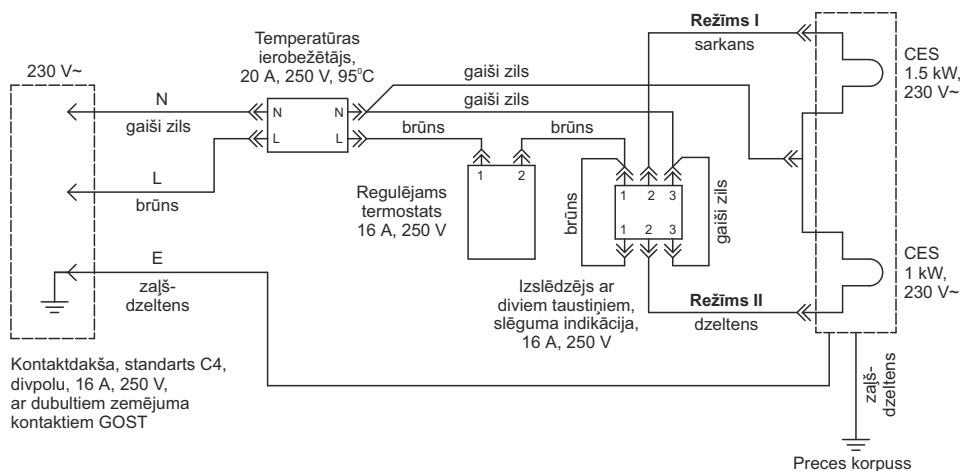 230 V~
N
gaiši zils
L
brūns
E
zaļš-
dzeltens
Kontaktdakša, standarts C4,
divpolu, 16 A, 250 V,
ar dubultiem zemējuma
kontaktiem GOST
Temperatūras
ierobežētājs,
20 A, 250 V, 95°C
N N
L L
gaiši zils
gaiši zils
brūns
brūns
1 2
Regulējams
termostats
16 A, 250 V
Režīms I
sarkans
1 2 3
1 2 3
brūns
gaiši zils
Izslēdzējs ar
diviem taustiņiem,
slēguma indikācija,
16 A, 250 V
Režīms II
dzeltens
CES
1.5 kW,
230 V~
CES
1 kW,
230 V~
zaļš-
dzeltens
Preces korpuss